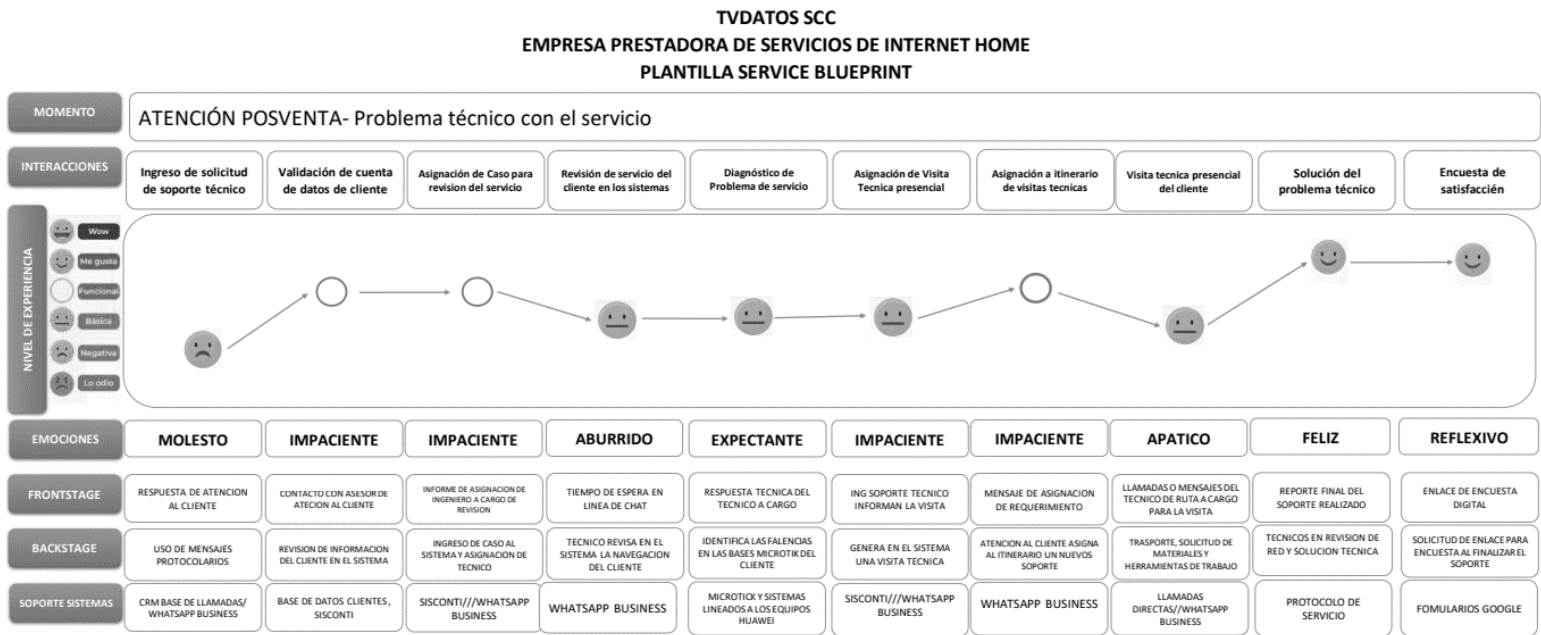 TVDATOS SCC
EMPRESA PRESTADORA DE SERVICIOS DE INTERNET HOME
PLANTILLA SERVICE BLUEPRINT
MOMENTO
ATENCIÓN POSVENTA- Problema técnico con el servicio
INTERACCIONES
Ingreso de solicitud
de soporte técnico
Validación de cuenta
de datos de cliente
Asignación de Caso para
revision del servicio
Revisión de servicio del
cliente en los sistemas
Diagnóstico de
Problema de servicio
Asignación de Visita
Tecnica presencial
Asignación a itinerario
de visitas tecnicas
Visita tecnica presencial
del cliente
Solución del
problema técnico
Encuesta de
satisfaccién
NIVEL DE EXPERIENCIA
Wow
Me gusta
Funcional
Básica
Negativa
Lo odio
EMOCIONES
MOLESTO
IMPACIENTE
IMPACIENTE
ABURRIDO
EXPECTANTE
IMPACIENTE
IMPACIENTE
APATICO
FELIZ
REFLEXIVO
FRONTSTAGE
RESPUESTA DE ATENCION
AL CLIENTE
CONTACTO CON ASESOR DE
ATECION AL CLIENTE
INFORME DE ASIGNACION DE
INGENIERO A CARGO DE
REVISION
TIEMPO DE ESPERA EN
LINEA DE CHAT
RESPUESTA TECNICA DEL
TECNICO A CARGO
ING SOPORTE TECNICO
INFORMAN LA VISITA
MENSAJE DE ASIGNACION
DE REQUERIMIENTO
LLAMADAS O MENSAJES DEL
TECNICO DE RUTA A CARGO
PARA LA VISITA
REPORTE FINAL DEL
SOPORTE REALIZADO
ENLACE DE ENCUESTA
DIGITAL
BACKSTAGE
USO DE MENSAJES
PROTOCOLARIOS
REVISION DE INFORMACION
DEL CLIENTE EN EL SISTEMA
INGRESO DE CASO AL
SISTEMA Y ASIGNACION DE
TECNICO
TECNICO REVISA EN EL
SISTEMA LA NAVEGACION
DEL CLIENTE
IDENTIFICA LAS FALENCIAS
EN LAS BASES MICROTIK DEL
CLIENTE
GENERA EN EL SISTEMA
UNA VISITA TECNICA
ATENCION AL CLIENTE ASIGNA
AL ITINERARIO UN NUEVOS
SOPORTE
TRASPORTE, SOLICITUD DE
MATERIALES Y
HERRAMIENTAS DE TRABAJO
TECNICOS EN REVISION DE
RED Y SOLUCION TECNICA
SOLICITUD DE ENLACE PARA
ENCUESTA AL FINALIZAR EL
SOPORTE
SOPORTE SISTEMAS
CRM BASE DE LLAMADAS/
WHATSAPP BUSINESS
BASE DE DATOS CLIENTES,
SISCONTI
SISCONTI///WHATSAPP
BUSINESS
WHATSAPP BUSINESS
MICROTICK Y SISTEMAS
LINEADOS A LOS EQUIPOS
HUAWEI
SISCONTI///WHATSAPP
BUSINESS
WHATSAPP BUSINESS
LLAMADAS
DIRECTAS//WHATSAPP
BUSINESS
PROTOCOLO DE
SERVICIO
FOMULARIOS GOOGLE